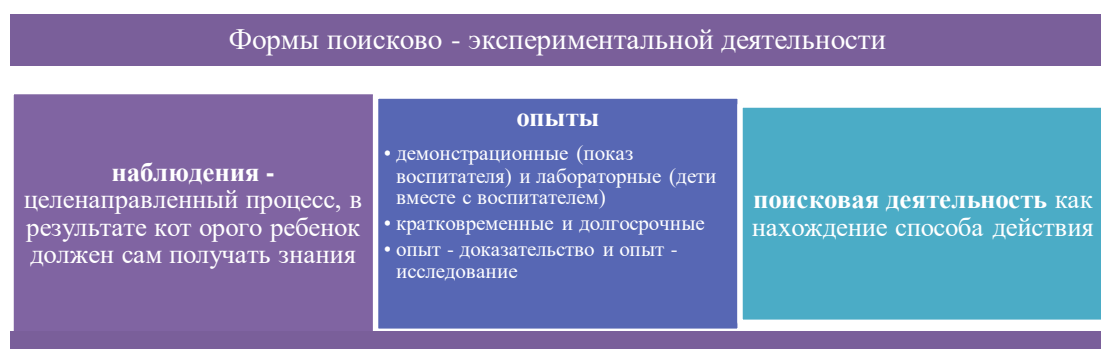 Формы поисково - экспериментальной деятельности
наблюдения -
целенаправленный процесс, в
результате кот орого ребенок
должен сам получать знания
опыты
• демонстрационные (показ
воспитателя) и лабораторные (дети
вместе с воспитателем)
• кратковременные и долгосрочные
• опыт - доказательство и опыт -
исследование
поисковая деятельность как
нахождение способа действия